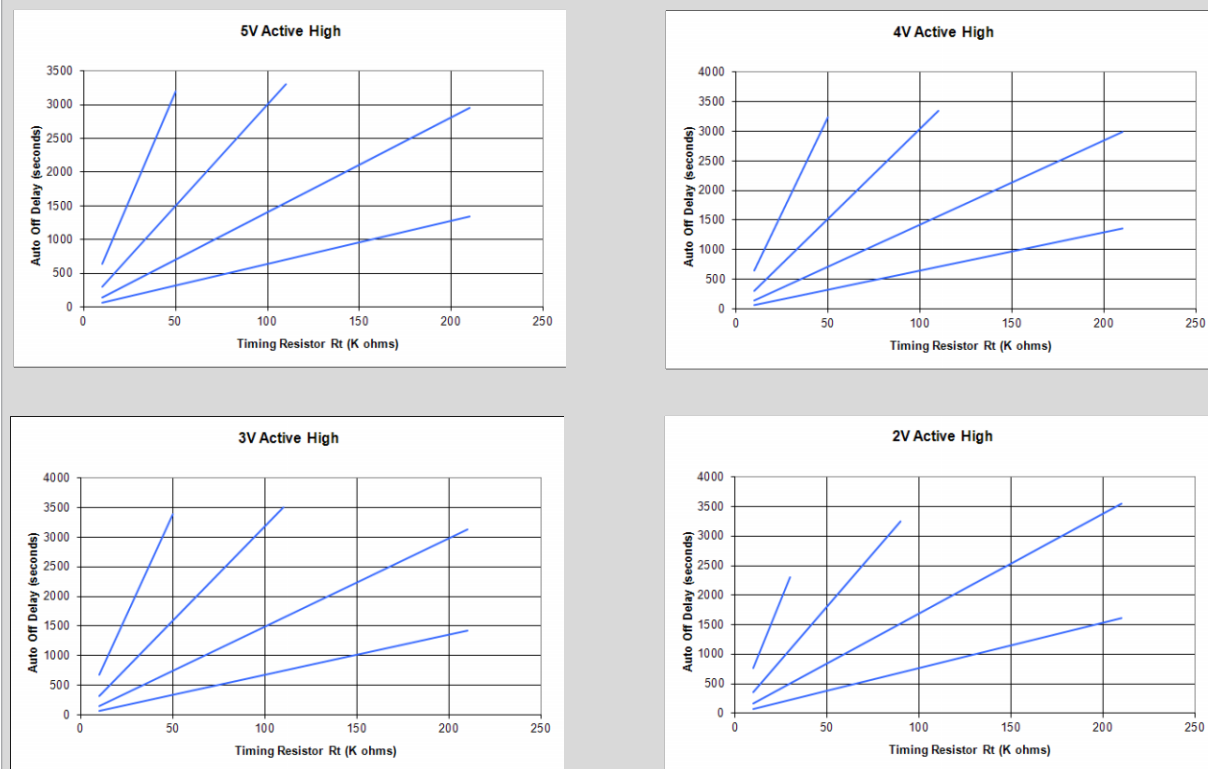 5V Active High
3500
3000
2500
2000
1500
1000
500
0
0 50 100 150 200 250
Auto Off Delay (seconds)
Timing Resistor Rt (K ohms)
4V Active High
4000
3500
3000
2500
2000
1500
1000
500
0
0 50 100 150 200 250
Auto Off Delay (seconds)
Timing Resistor Rt (K ohms)
3V Active High
4000
3500
3000
2500
2000
1500
1000
500
0
0 50 100 150 200 250
Auto Off Delay (seconds)
Timing Resistor Rt (K ohms)
2V Active High
4000
3500
3000
2500
2000
1500
1000
500
0
0 50 100 150 200 250
Auto Off Delay (seconds)
Timing Resistor Rt (K ohms)